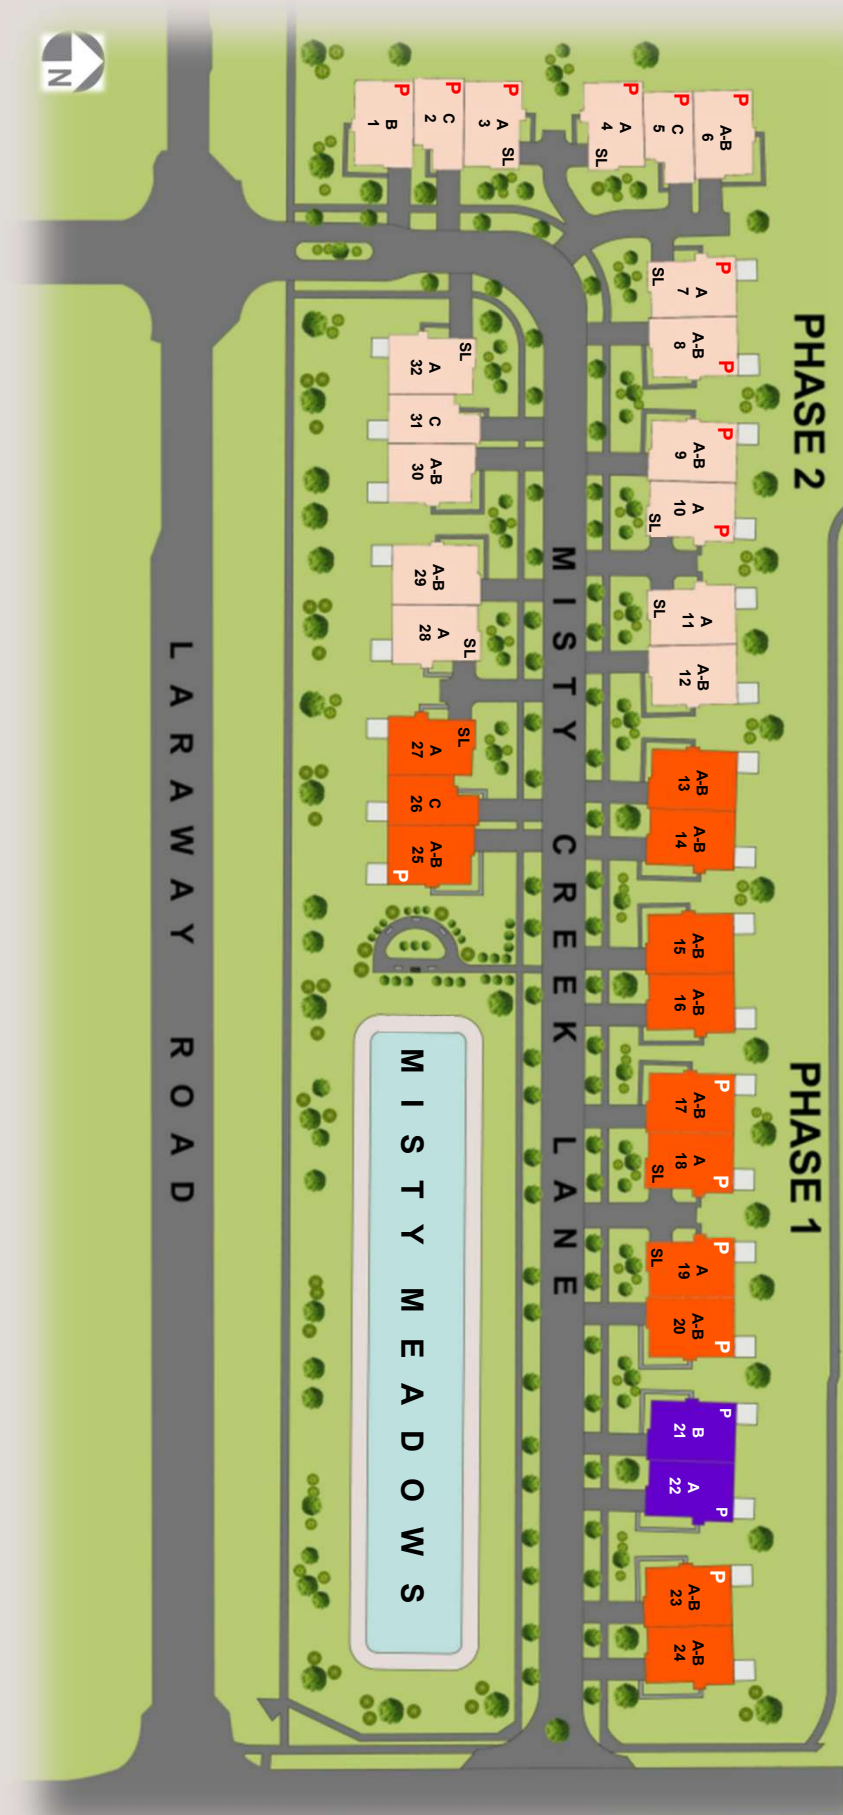 N
P
B
1
P
C
2
P
A
3
SL
P
A
4
SL
P
C
5
P
A-B
6
P
A
7
SL
A-B
8
P
PHASE 2
SL
A
32
C
31
A-B
30
P
A-B
9
A
10
P
SL
A-B
29
A
28
SL
A
11
SL
A-B
12
SL
A
27
C
26
A-B
25
P
A-B
13
A-B
14
A-B
15
A-B
16
P
A-B
17
A
18
P
SL
P
A
19
SL
A-B
20
P
P
B
21
A
22
P
P
A-B
23
A-B
24
PHASE 1
MISTY CREEK LANE
MISTY MEADOWS
LARAWAY ROAD